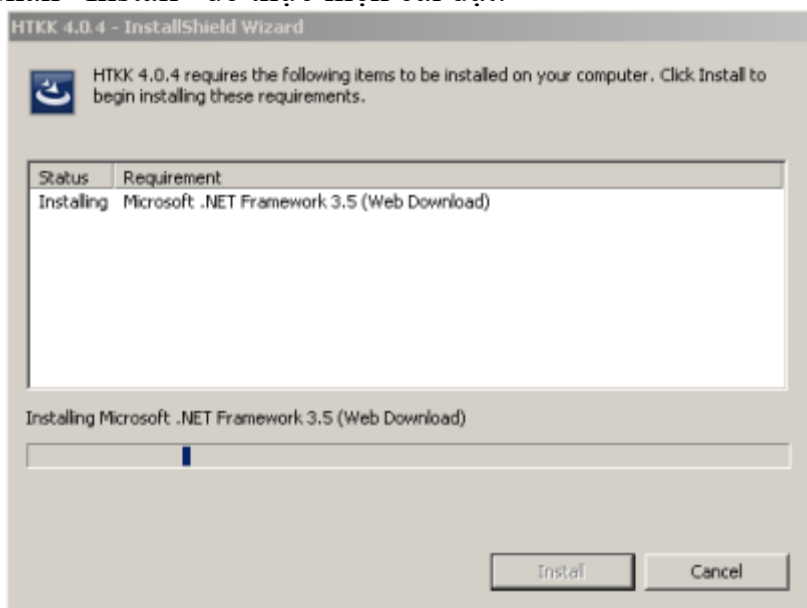 HTKK 4.0.4 - InstallShield Wizard
HTKK 4.0.4 requires the following items to be installed on your computer. Click Install to
begin installing these requirements.
Status Requirement
Installing Microsoft .NET Framework 3.5 (Web Download)
Installing Microsoft .NET Framework 3.5 (Web Download)
Install Cancel